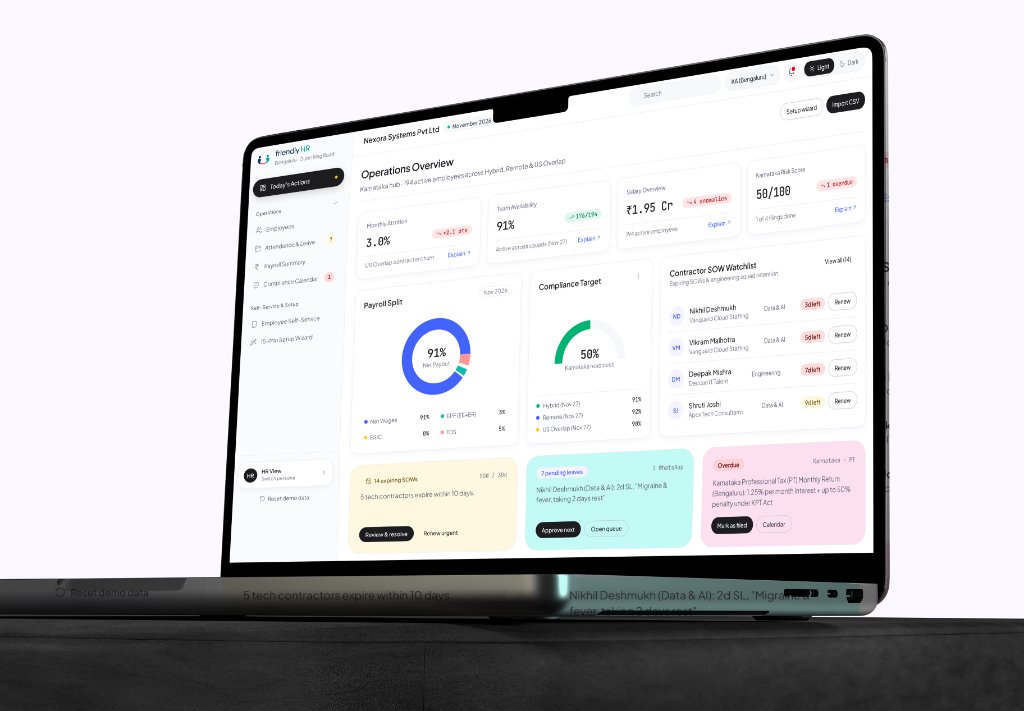 friendly HR
Bengaluru · Outer Ring Road
Today's Actions
Operations
Employees
Attendance & Leave 7
Payroll Summary
Compliance Calendar 1
Self-Service & Setup
Employee Self-Service
15-Min Setup Wizard
HR HR View
Switch persona
Reset demo data
Nexora Systems Pvt Ltd November 2026
Search
KA (Bengaluru)
Light Dark
Operations Overview
Karnataka hub · 194 active employees across Hybrid, Remote & US Overlap
Setup wizard Import CSV
Monthly Attrition
3.0% +2.1 pts
US Overlap contractor churn Explain
Team Availability
91% 176/194
Active across squads (Nov 27) Explain
Salary Overview
₹1.95 Cr 4 anomalies
194 active employees Explain
Karnataka Risk Score
50/100 1 overdue
1 of 4 filings done Explain
Payroll Split Nov 2026
91%
Net Payout
Net Wages 91% EPF (EE+ER) 3%
ESIC 0% TDS 5%
Compliance Target
50%
Karnataka readiness
Hybrid (Nov 27) 91%
Remote (Nov 27) 92%
US Overlap (Nov 27) 90%
Contractor SOW Watchlist View all (14)
Expiring SOWs & engineering squad retention
ND Nikhil Deshmukh Data & AI 3d left Renew
Vanguard Cloud Staffing
VM Vikram Malhotra Data & AI 5d left Renew
Vanguard Cloud Staffing
DM Deepak Mishra Engineering 7d left Renew
Deccan IT Talent
SJ Shruti Joshi Data & AI 9d left Renew
Apex Tech Consultants
14 expiring SOWs SOW / 30d
5 tech contractors expire within 10 days.
Review & resolve Renew urgent
7 pending leaves 2 WhatsApp
Nikhil Deshmukh (Data & AI): 2d SL, "Migraine &
fever, taking 2 days rest"
Approve next Open queue
Overdue Karnataka · PT
Karnataka Professional Tax (PT) Monthly Return
(Bengaluru): 1.25% per month interest + up to 50%
penalty under KPT Act
Mark as filed Calendar
Reset demo data
5 tech contractors expire within 10 days.
Nikhil Deshmukh (Data & AI): 2d SL, "Migraine &
fever, taking 2 days rest"